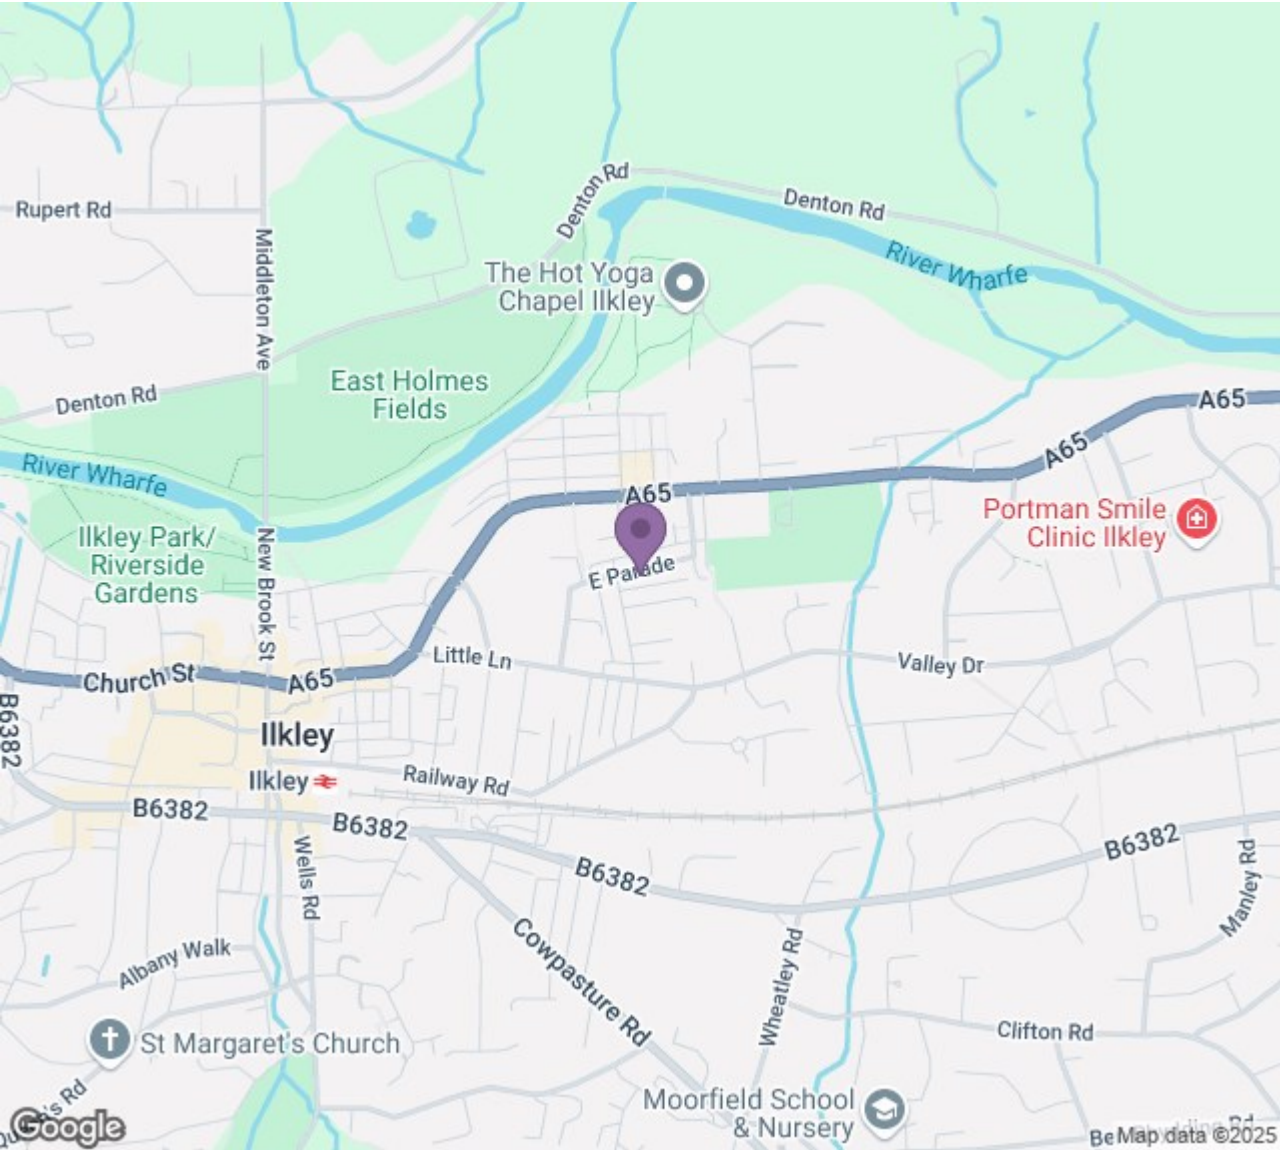 Denton Rd
Denton Rd
Rupert Rd
Middleton Ave
River Wharfe
The Hot Yoga
Chapel Ilkley
East Holmes
Fields
Denton Rd
A65
A65
River Wharfe
A65
Portman Smile
Clinic Ilkley
Ilkley Park/
Riverside
Gardens
New Brook St
E Parade
Little Ln
Valley Dr
Church St
A65
B6382
Ilkley
Ilkley
Railway Rd
B6382
B6382
B6382
B6382
Wells Rd
Manley Rd
Cowpasture Rd
Albany Walk
Wheatley Rd
Clifton Rd
St Margaret's Church
Moorfield School
& Nursery
Google
Map data ©2025